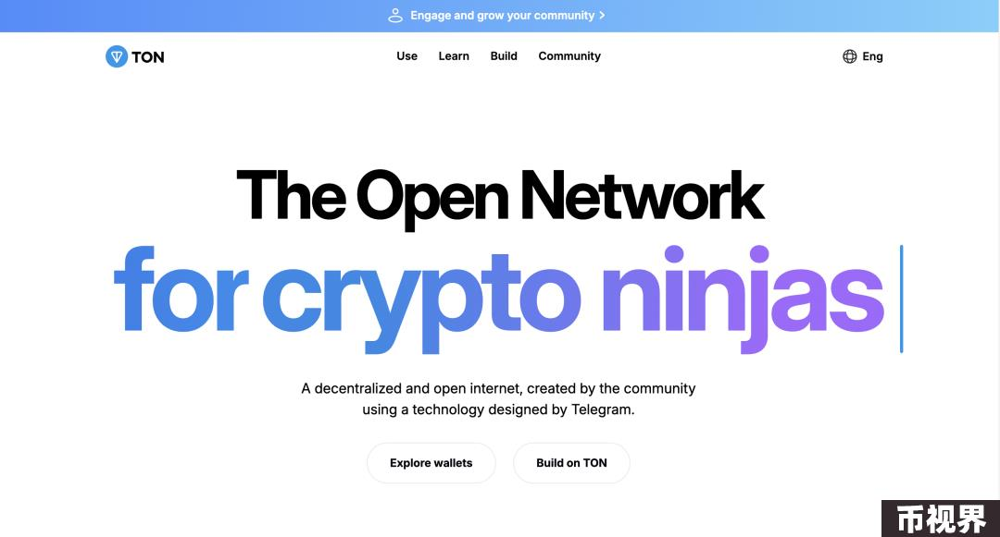 Engage and grow your community
TON
Use Learn Build Community
Eng
The Open Network
for crypto ninjas
A decentralized and open internet, created by the community
using a technology designed by Telegram.
Explore wallets Build on TON
币视界